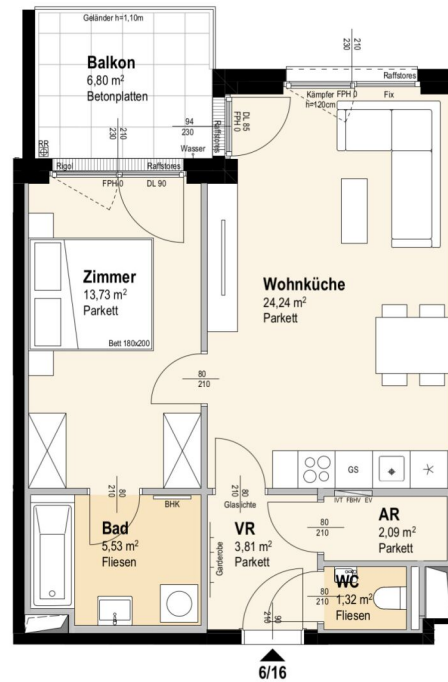 Geländer h=1,10m
Balkon
6,80 m²
Betonplatten
210
230
Raffstores
Kämpfer
h=120cm
FPH 0
Fix
94
230
Raffstores
DL 85
FPH 0
RR
Wasser
210
230
Rigol
Raffstores
FPH 0
DL 90
Zimmer
13,73 m²
Parkett
Bett 180x200
Wohnküche
24,24 m²
Parkett
80
210
GS
80
210
80
210
Glaslichte
IVT FBHV EV
BHK
Bad
5,53 m²
Fliesen
Garderobe
VR
3,81 m²
Parkett
80
210
AR
2,09 m²
Parkett
80
210
WC
1,32 m²
Fliesen
90
210
6/16